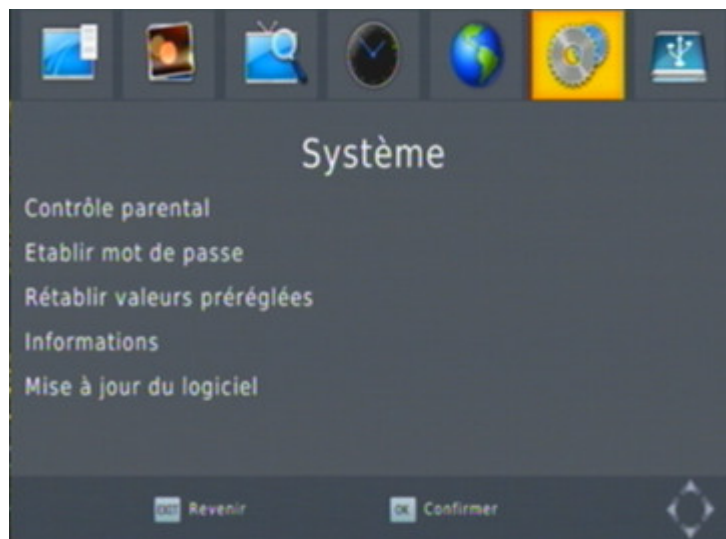 Système
Contrôle parental
Etablir mot de passe
Rétablir valeurs préréglées
Informations
Mise à jour du logiciel
EXIT Revenir
OK Confirmer